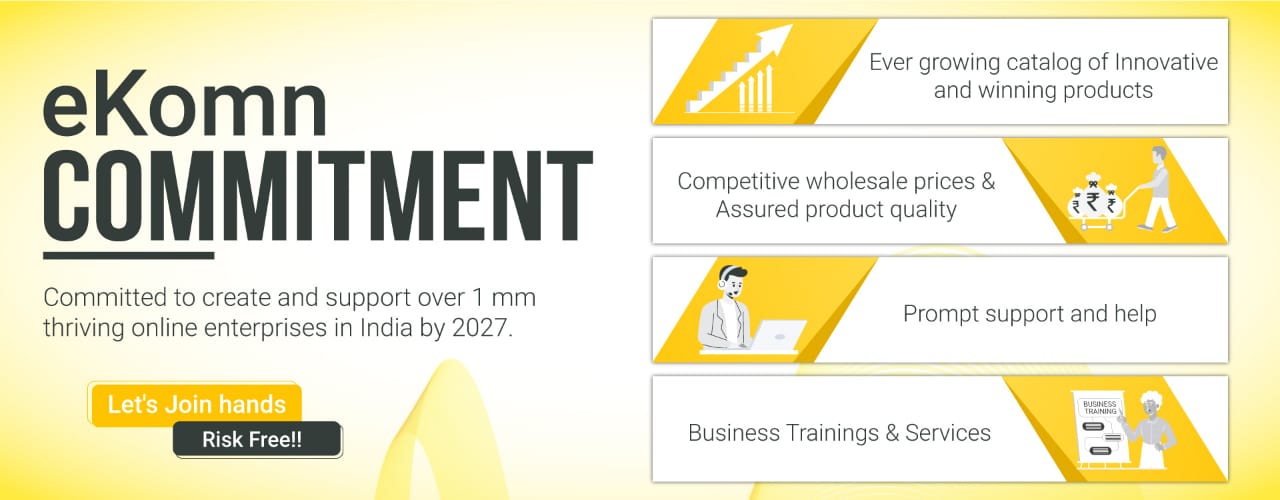 eKomn
COMMITMENT
Committed to create and support over 1 mm
thriving online enterprises in India by 2027.
Let's Join hands
Risk Free!!
Ever growing catalog of Innovative
and winning products
Competitive wholesale prices &
Assured product quality
₹ ₹ ₹
Prompt support and help
Business Trainings & Services
BUSINESS
TRAINING